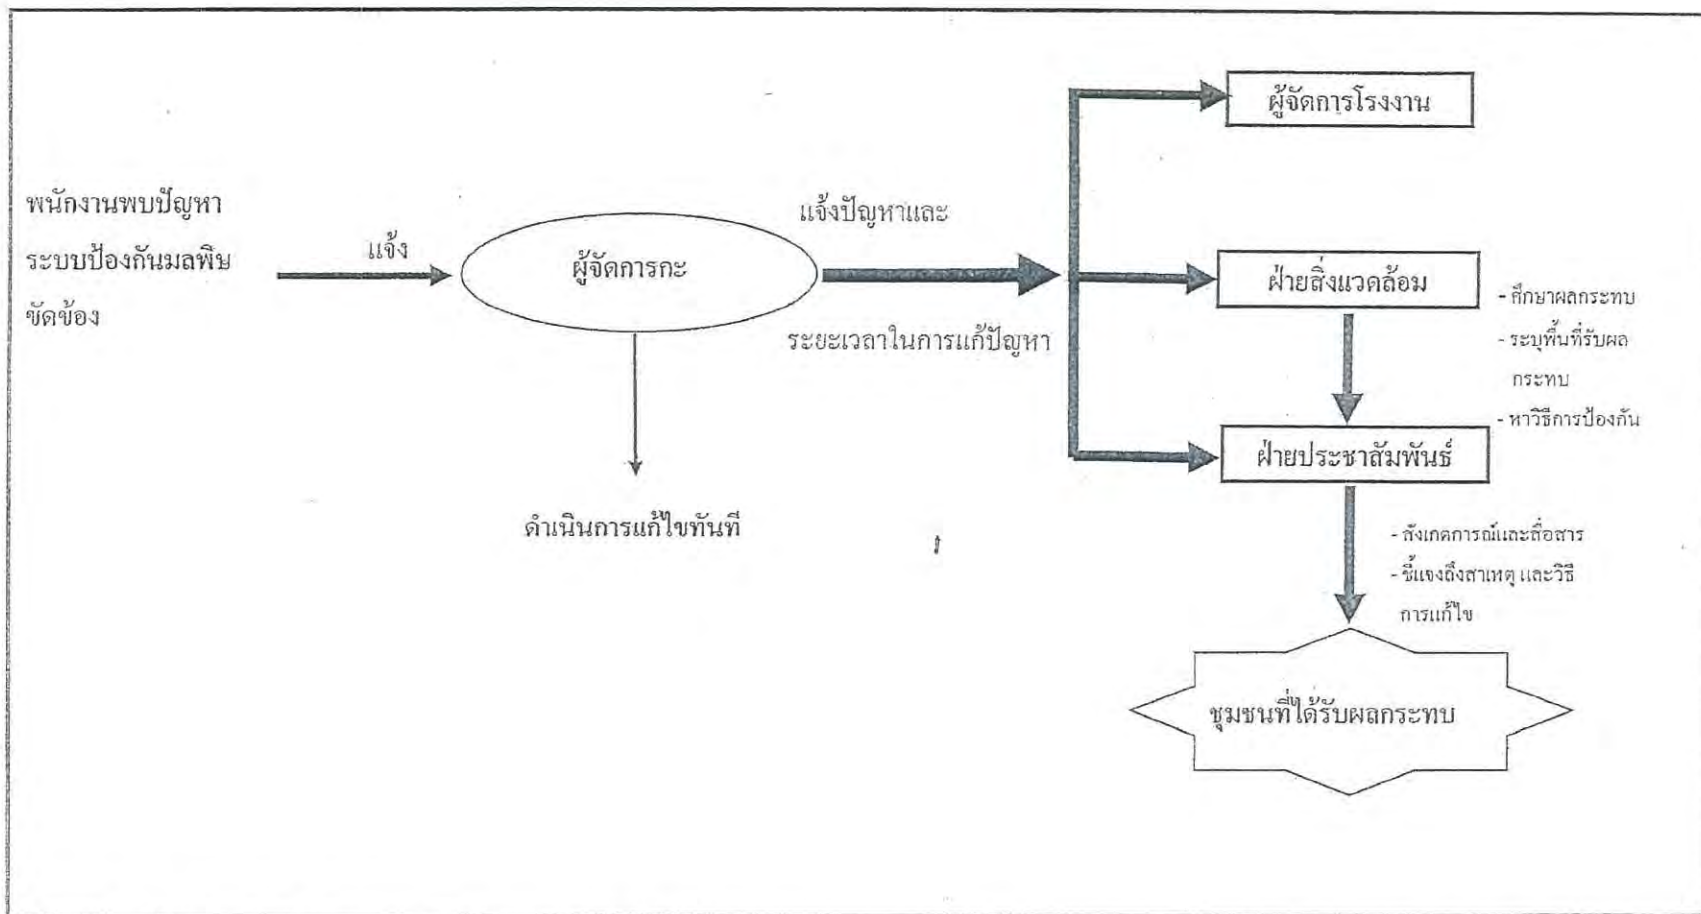 ผู้จัดการโรงงาน
พนักงานพบปัญหา
ระบบป้องกันมลพิษ
ขัดข้อง
แจ้ง
ผู้จัดการกะ
แจ้งปัญหาและ
ระยะเวลาในการแก้ปัญหา
ฝ่ายสิ่งแวดล้อม
- ศึกษาผลกระทบ
- ระบุพื้นที่รับผล
กระทบ
- หาวิธีการป้องกัน
ฝ่ายประชาสัมพันธ์
ดำเนินการแก้ไขทันที
- สังเกตการณ์และสื่อสาร
- ชี้แจงถึงสาเหตุ และวิธี
การแก้ไข
ชุมชนที่ได้รับผลกระทบ